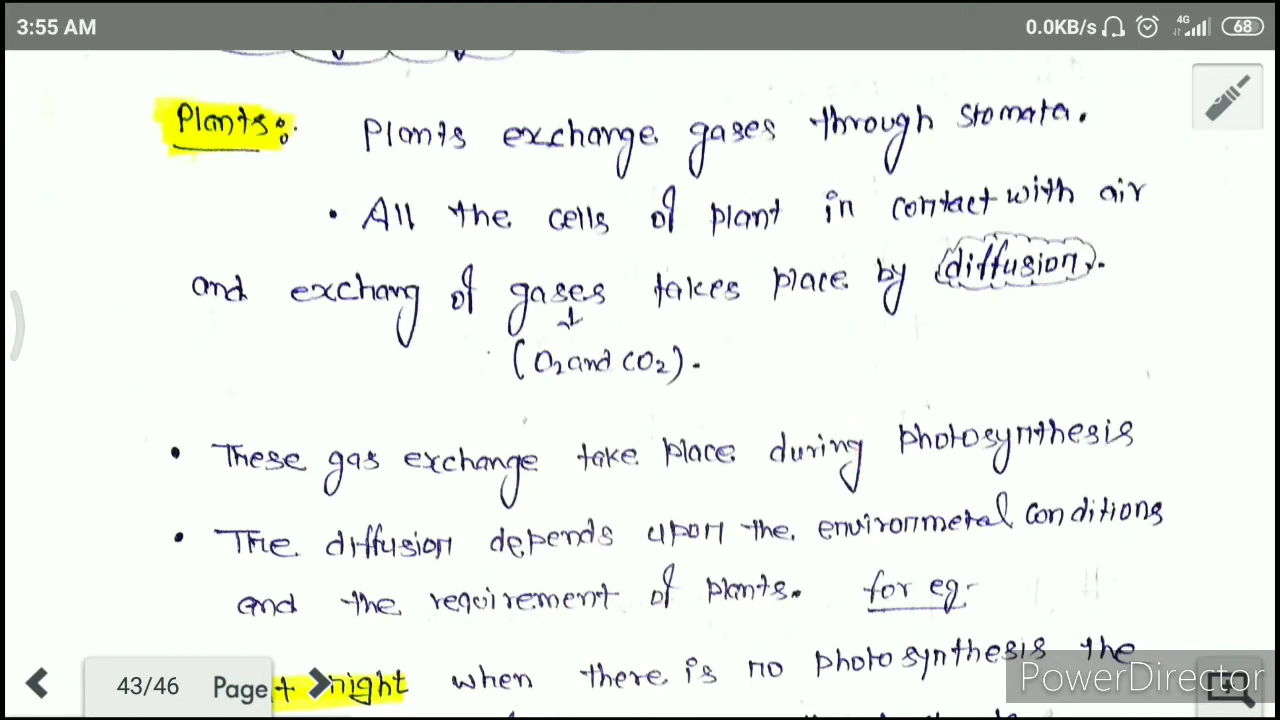 3:55 AM 0.0KB/s 4G 68
Plants:- Plants exchange gases through stomata.
• All the cells of plant in contact with air
and exchang of gases takes place by diffusion.
(O₂ and CO₂).
• These gas exchange take place during photosynthesis
• The diffusion depends upon the environmetal conditions
and the requirement of plants. for eg-
43/46 Page night when there is no photosynthesis the
PowerDirector